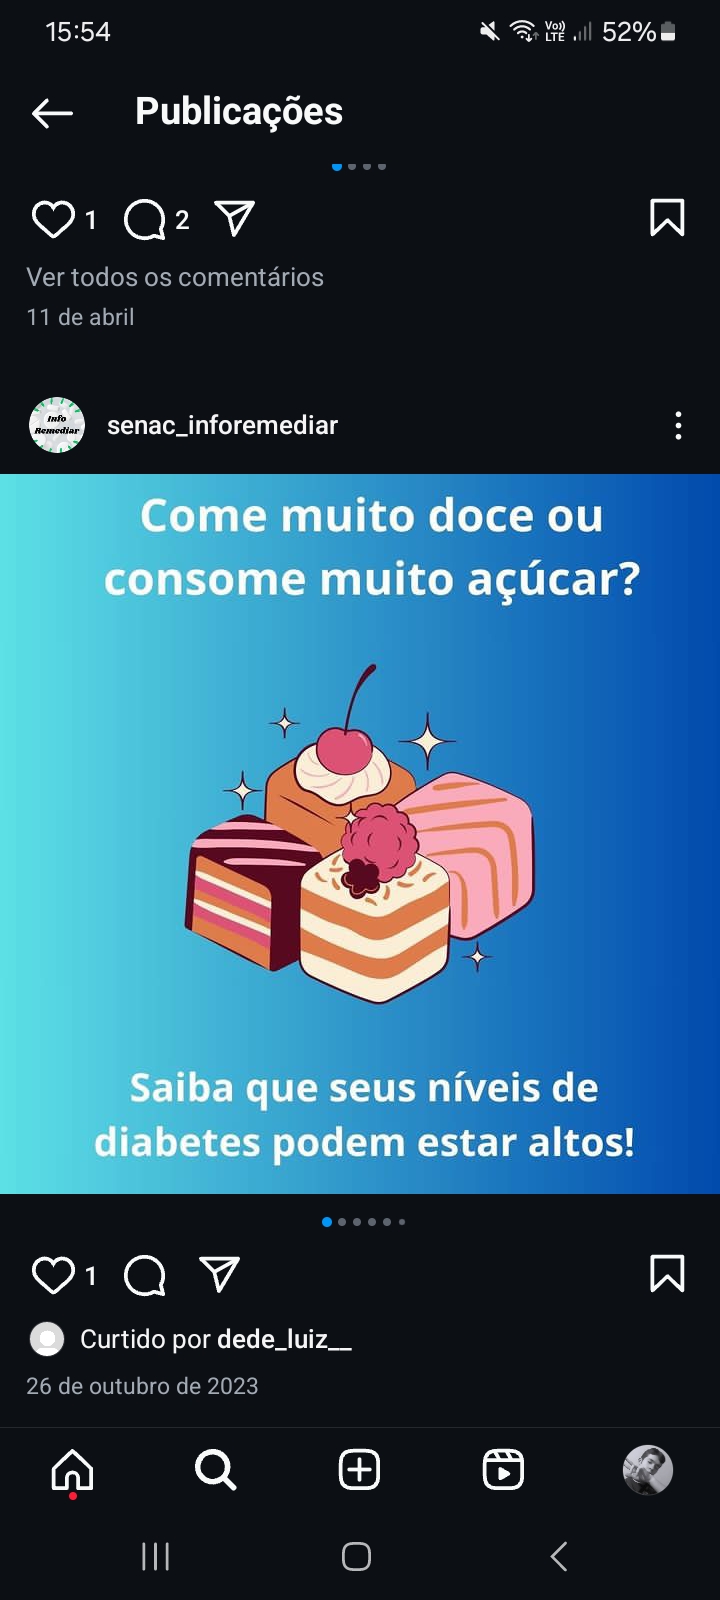 15:54
Vo))
LTE
52%
Publicações
1
2
Ver todos os comentários
11 de abril
Info
Remediar
senac_inforemediar
Come muito doce ou
consome muito açúcar?
Saiba que seus níveis de
diabetes podem estar altos!
1
Curtido por dede_luiz__
26 de outubro de 2023